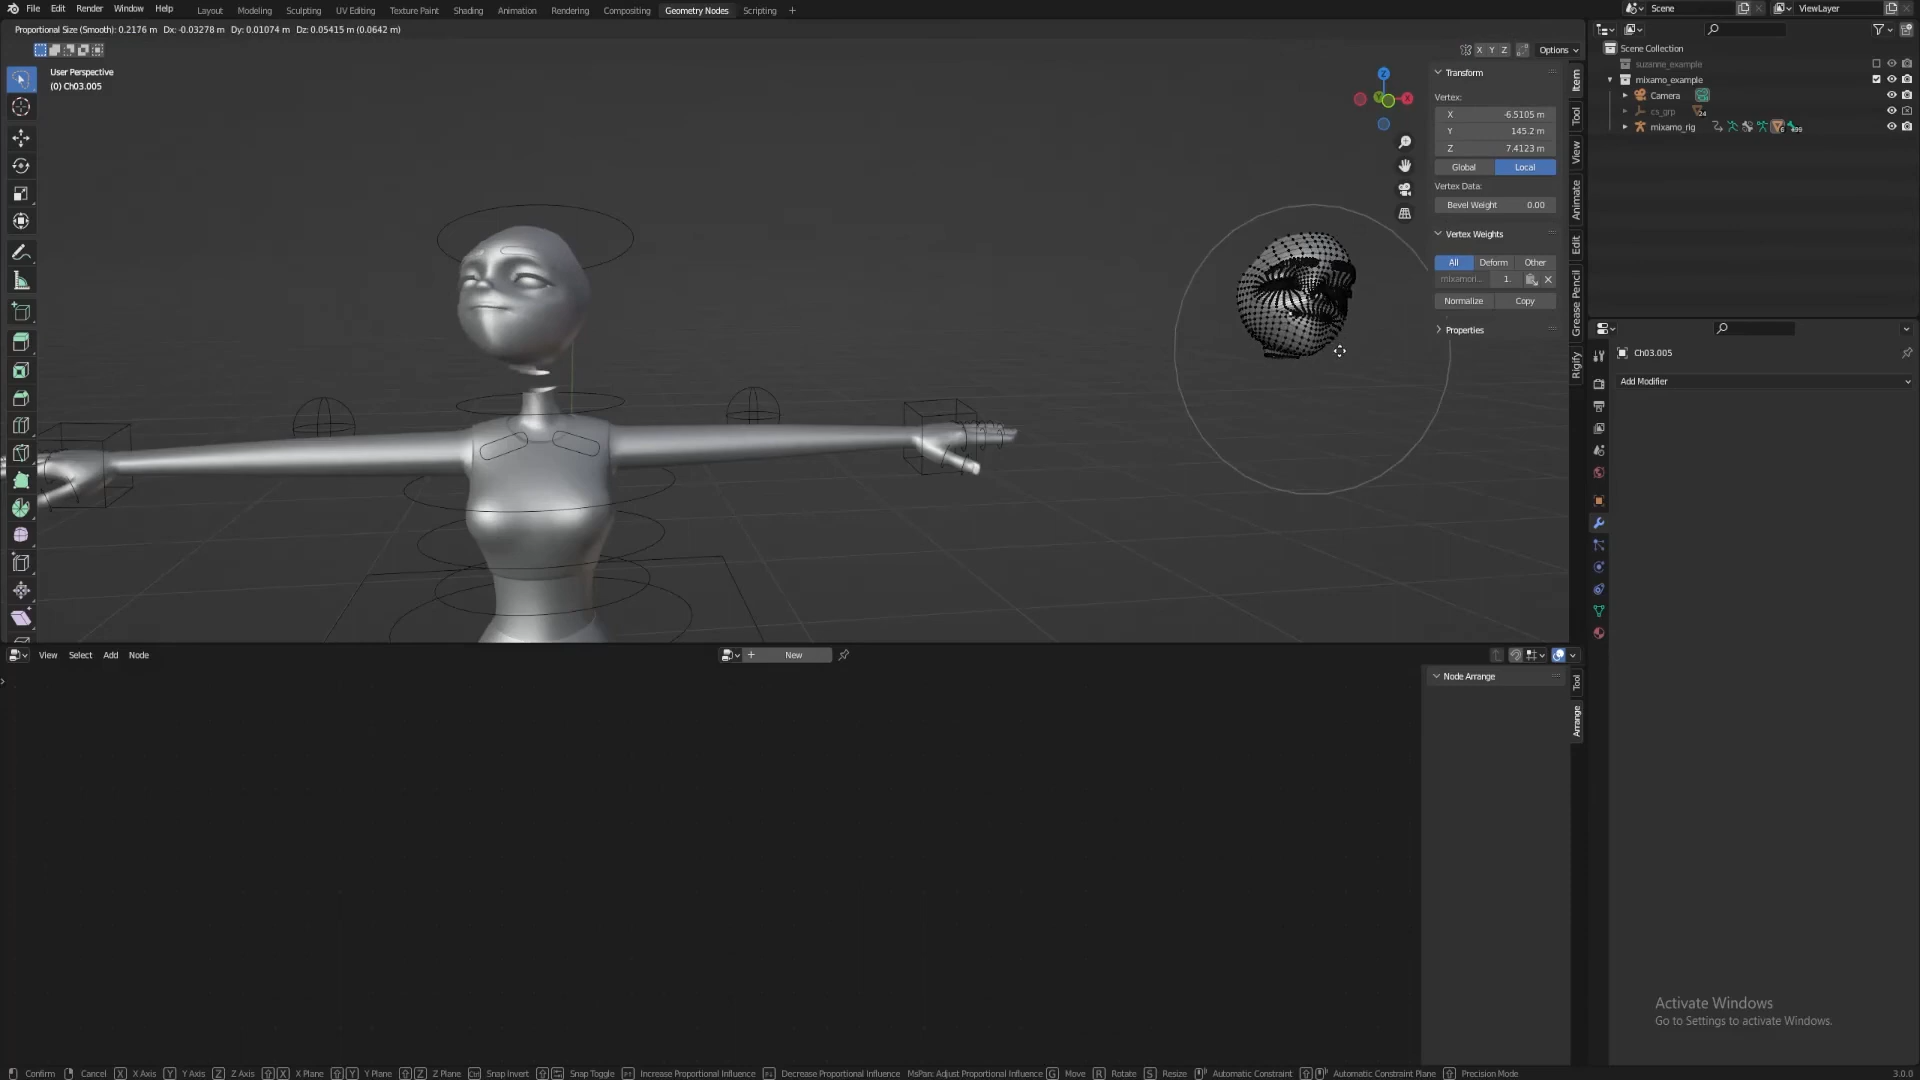 File Edit Render Window Help Layout Modeling Sculpting UV Editing Texture Paint Shading Animation Rendering Compositing Geometry Nodes Scripting + Scene ViewLayer
Proportional Size (Smooth): 0.2176 m Dx: -0.03278 m Dy: 0.01074 m Dz: 0.05415 m (0.0642 m)
X Y Z Options
User Perspective
(0) Ch03.005
Z
X
Y
Transform
Vertex:
X -6.5105 m
Y 145.2 m
Z 7.4123 m
Global Local
Vertex Data:
Bevel Weight 0.00
Vertex Weights
All Deform Other
mixamori... 1.
Normalize Copy
Properties
Item
Tool
View
Animate
Edit
Grease Pencil
Rigify
Scene Collection
suzanne_example
mixamo_example
Camera
cs_grp 24
mixamo_rig 6 499
Ch03.005
Add Modifier
View Select Add Node + New
Node Arrange
Tool
Arrange
Activate Windows
Go to Settings to activate Windows.
Confirm Cancel X X Axis Y Y Axis Z Z Axis X X Plane Y Y Plane Z Z Plane Ctrl Snap Invert Snap Toggle Increase Proportional Influence Decrease Proportional Influence MsPan: Adjust Proportional Influence G Move R Rotate S Resize Automatic Constraint Automatic Constraint Plane Precision Mode 3.0.0